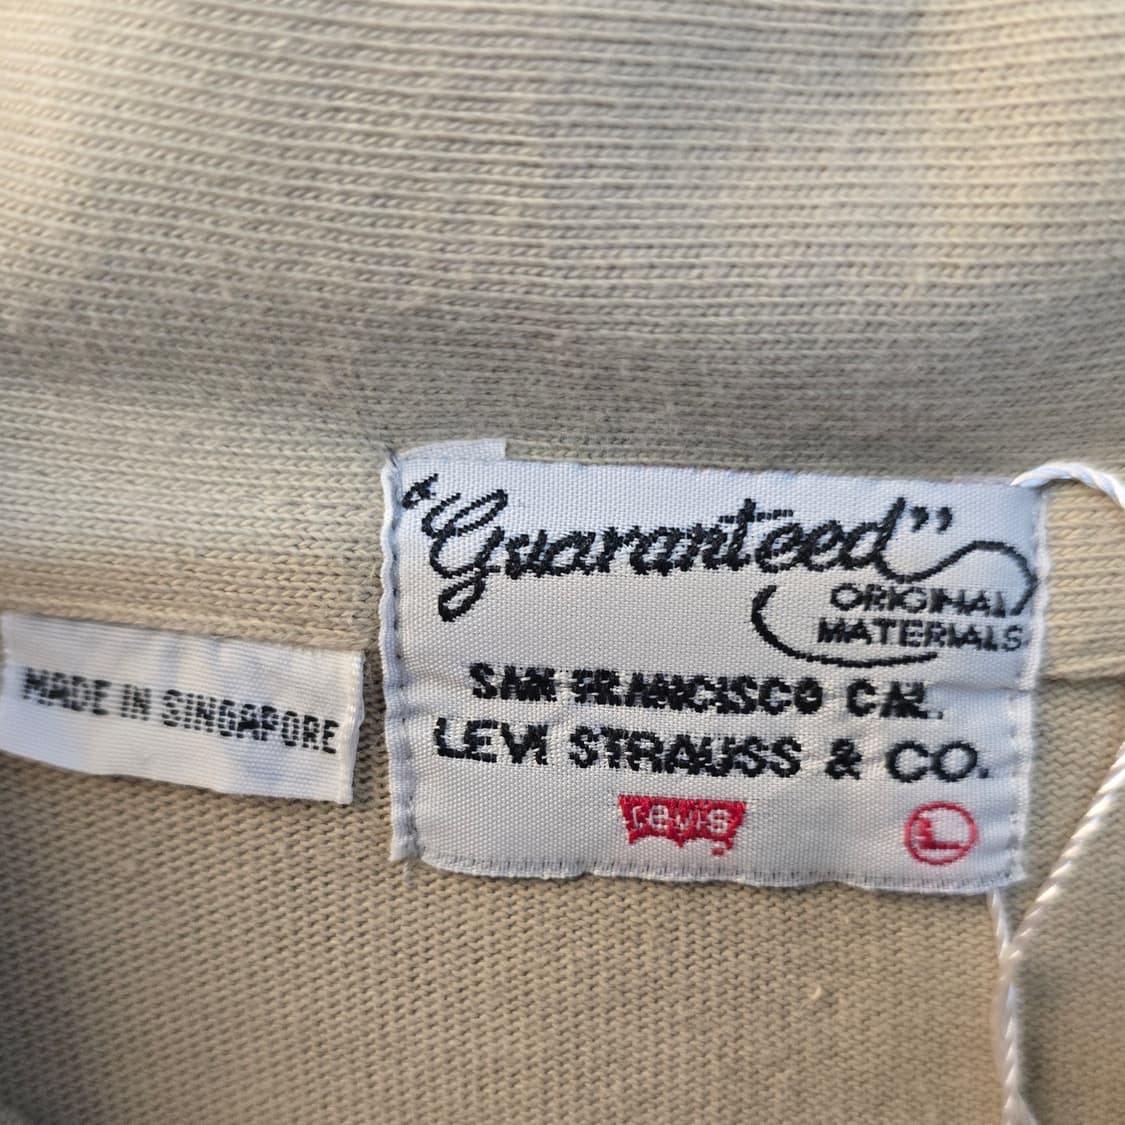 MADE IN SINGAPORE
“Guaranteed”
ORIGINAL
MATERIALS
SAN FRANCISCO CAL.
LEVI STRAUSS & CO.
Levi's
L